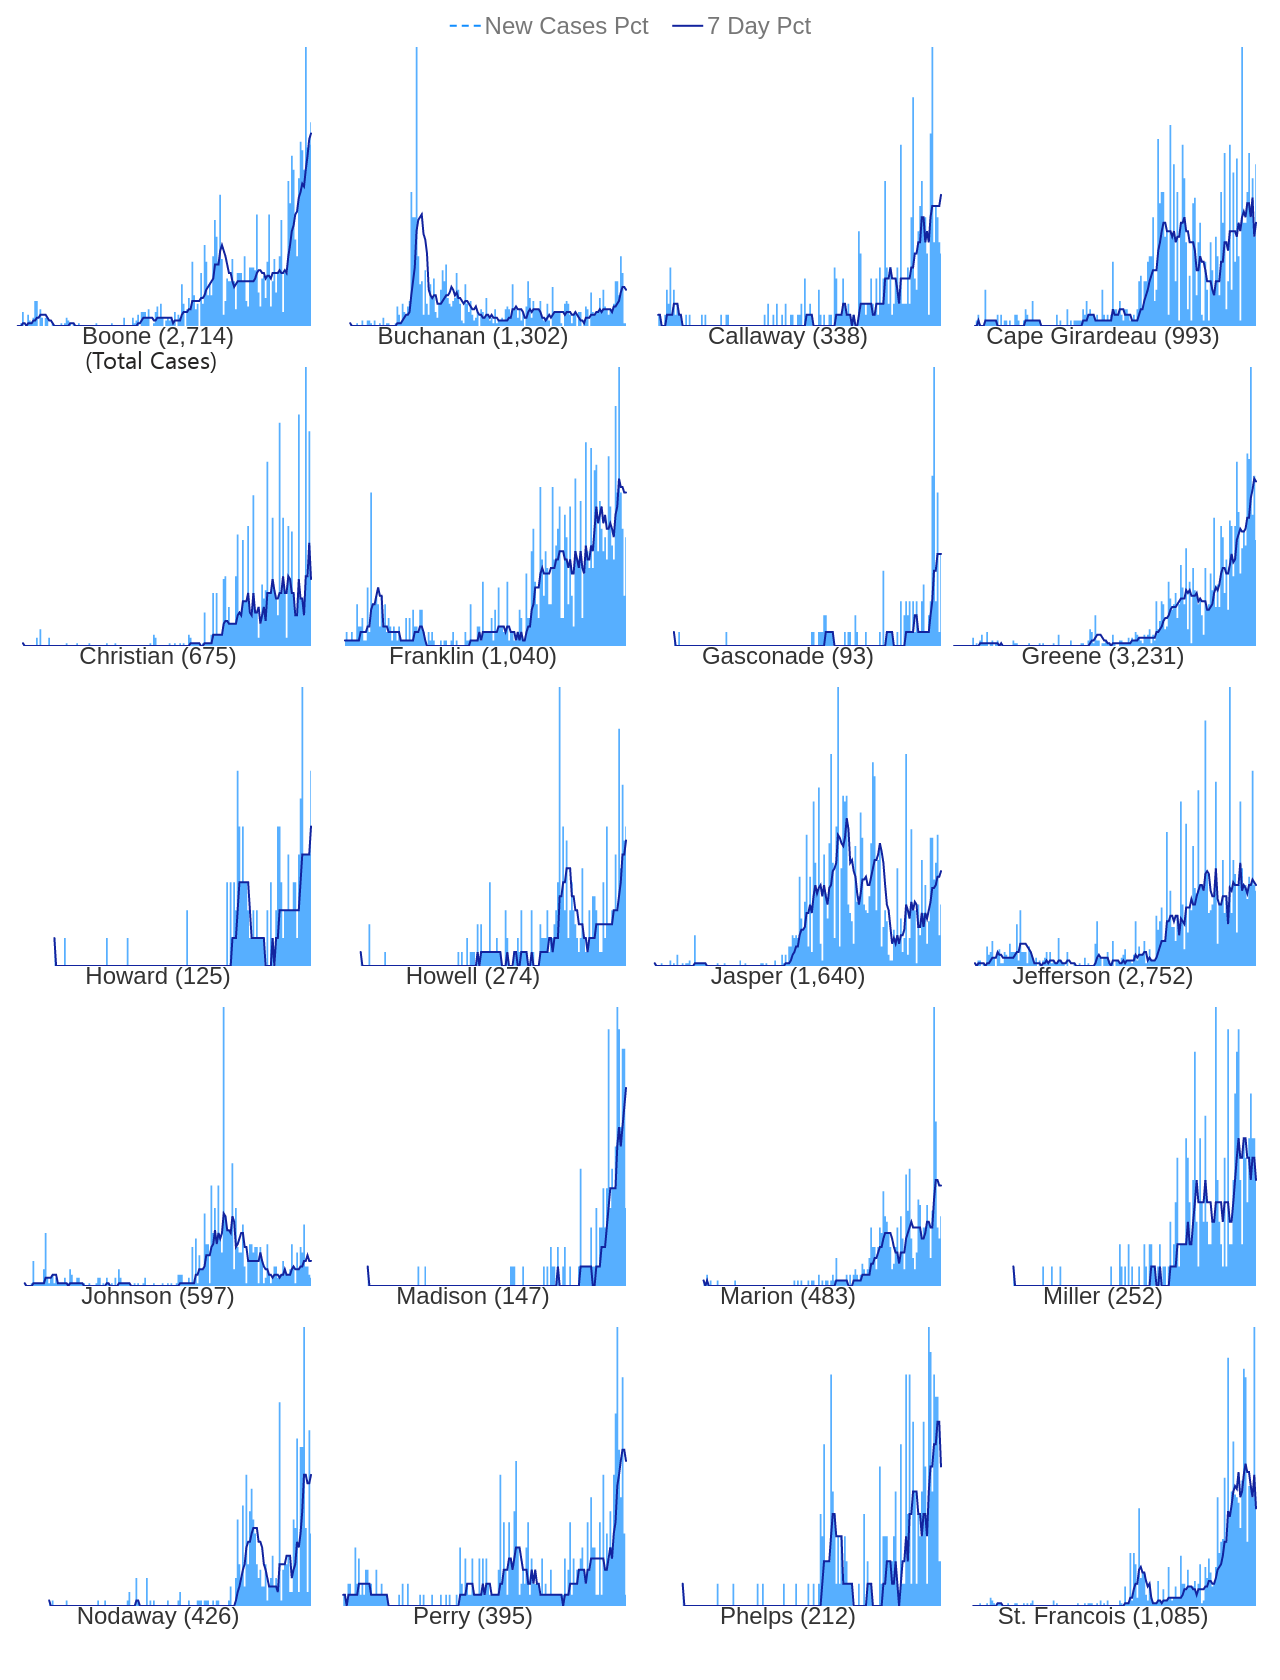 New Cases Pct 7 Day Pct
Boone (2,714) Buchanan (1,302) Callaway (338) Cape Girardeau (993)
(Total Cases)
Christian (675) Franklin (1,040) Gasconade (93) Greene (3,231)
Howard (125) Howell (274) Jasper (1,640) Jefferson (2,752)
Johnson (597) Madison (147) Marion (483) Miller (252)
Nodaway (426) Perry (395) Phelps (212) St. Francois (1,085)